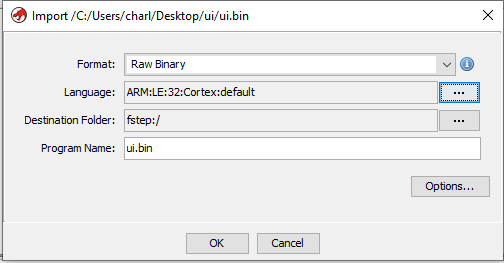 Import /C:/Users/charl/Desktop/ui/ui.bin
Format: Raw Binary
Language: ARM:LE:32:Cortex:default ...
Destination Folder: fstep:/ ...
Program Name: ui.bin
Options...
OK Cancel